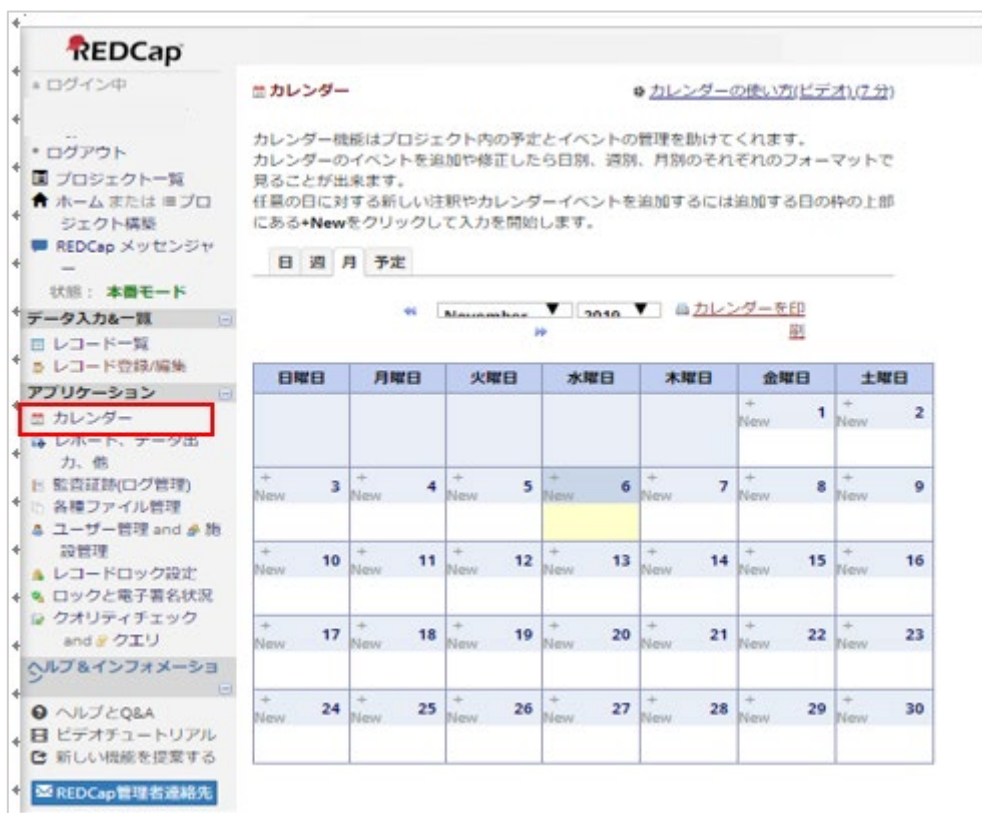 REDCap
ログイン中
ログアウト
プロジェクト一覧
ホーム または プロ
ジェクト構築
REDCap メッセンジャ
ー
状態： 本番モード
データ入力&一覧
レコード一覧
レコード登録/編集
アプリケーション
カレンダー
レポート、データ出
力、他
監査証跡(ログ管理)
各種ファイル管理
ユーザー管理 and 施
設管理
レコードロック設定
ロックと電子署名状況
クオリティチェック
and クエリ
ヘルプ&インフォメーショ
ン
ヘルプとQ&A
ビデオチュートリアル
新しい機能を提案する
REDCap管理者連絡先
カレンダー
カレンダーの使い方(ビデオ)(7 分)
カレンダー機能はプロジェクト内の予定とイベントの管理を助けてくれます。
カレンダーのイベントを追加や修正したら日別、週別、月別のそれぞれのフォーマットで
見ることが出来ます。
任意の日に対する新しい注釈やカレンダーイベントを追加するには追加する日の枠の上部
にある+Newをクリックして入力を開始します。
日 週 月 予定
November 2019 カレンダーを印
刷
日曜日 月曜日 火曜日 水曜日 木曜日 金曜日 土曜日
+ New 1 + New 2
+ New 3 + New 4 + New 5 + New 6 + New 7 + New 8 + New 9
+ New 10 + New 11 + New 12 + New 13 + New 14 + New 15 + New 16
+ New 17 + New 18 + New 19 + New 20 + New 21 + New 22 + New 23
+ New 24 + New 25 + New 26 + New 27 + New 28 + New 29 + New 30